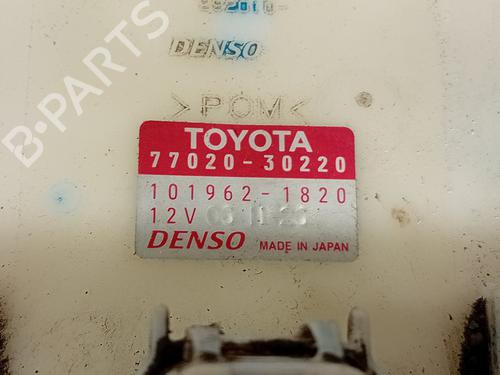 DENSO
>POM<
TOYOTA
77020-30220
101962-1820
12V
DENSO MADE IN JAPAN
B-PARTS